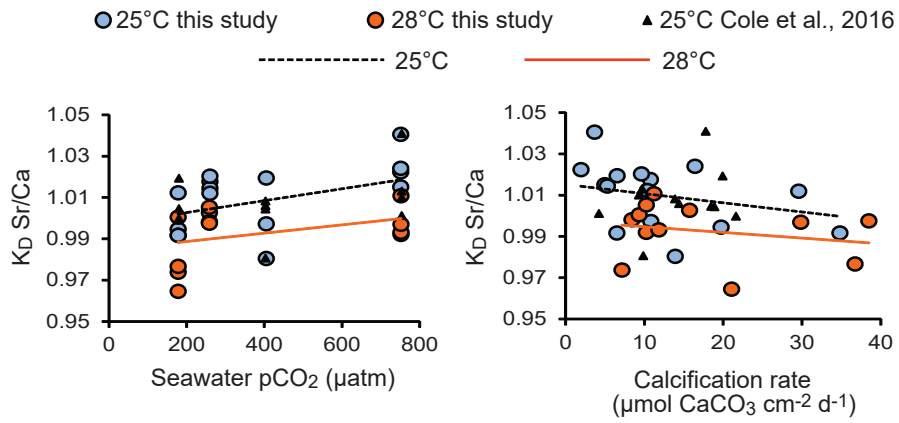 25°C this study 28°C this study 25°C Cole et al., 2016
25°C 28°C
K_D Sr/Ca
1.05
1.03
1.01
0.99
0.97
0.95
0 200 400 600 800
Seawater pCO₂ (µatm)
K_D Sr/Ca
1.05
1.03
1.01
0.99
0.97
0.95
0 10 20 30 40
Calcification rate
(µmol CaCO₃ cm⁻² d⁻¹)